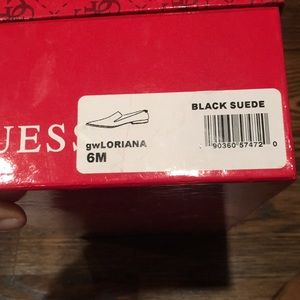 BLACK SUEDE
UESS
gwLORIANA
6M
90360 57472 0